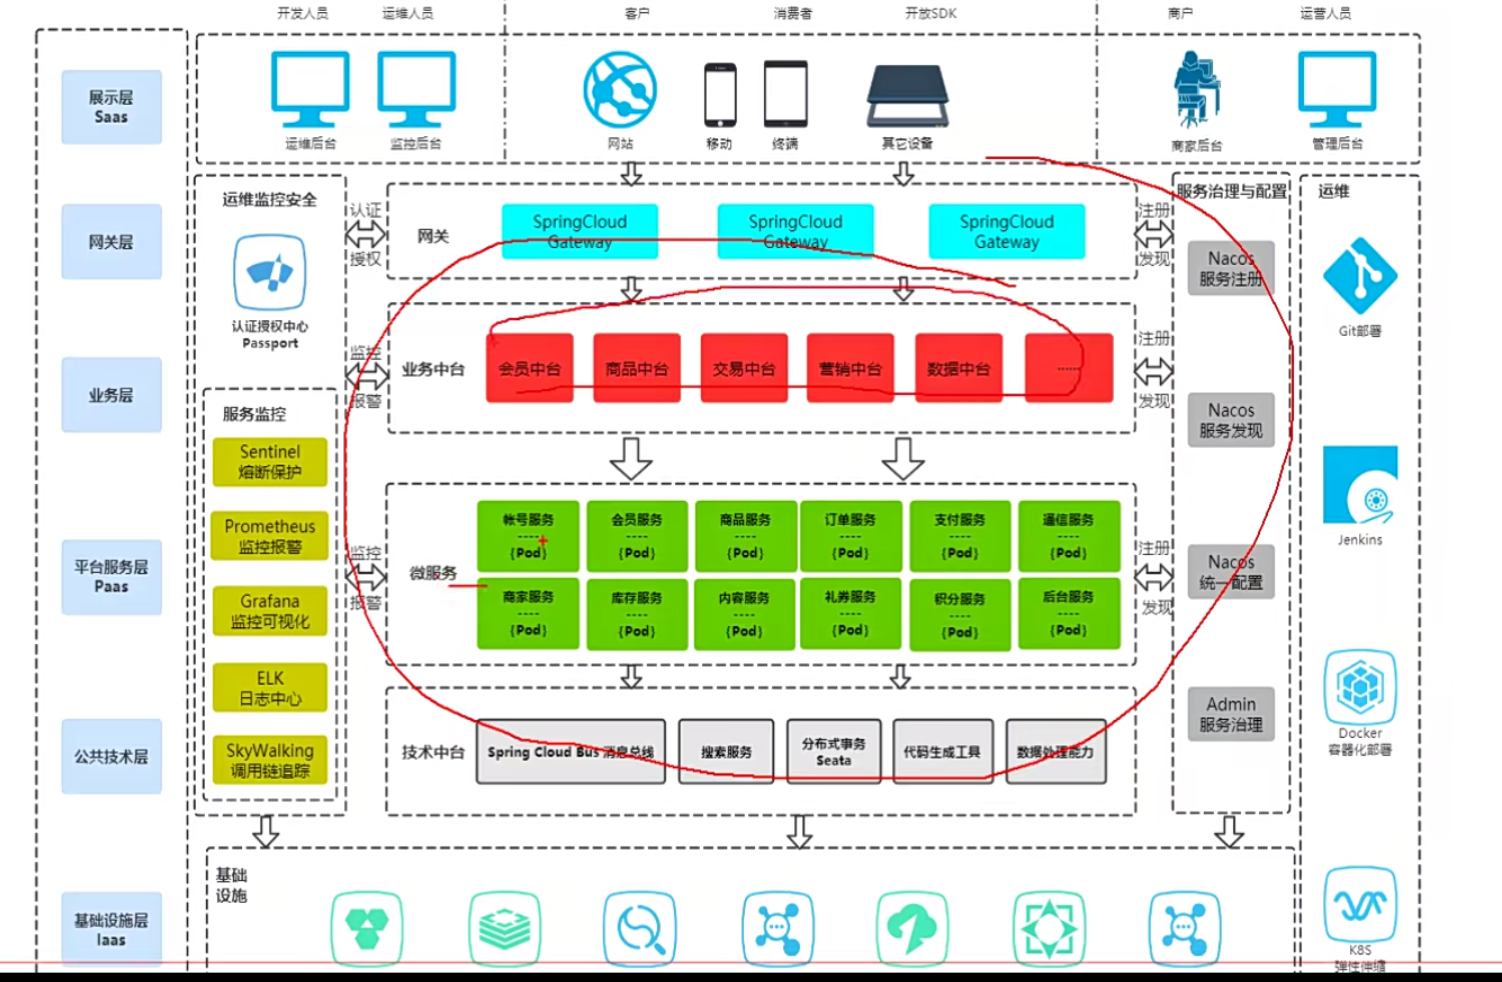 开发人员
运维人员
客户
消费者
开放SDK
商户
运营人员
展示层
Saas
运维后台
监控后台
网站
移动
终端
其它设备
商家后台
管理后台
网关层
运维监控安全
认证授权中心
Passport
认证
授权
网关
SpringCloud
Gateway
SpringCloud
Gateway
SpringCloud
Gateway
注册
发现
服务治理与配置
Nacos
服务注册
运维
Git部署
业务层
监控
报警
业务中台
会员中台
商品中台
交易中台
营销中台
数据中台
......
注册
发现
Nacos
服务发现
服务监控
Sentinel
熔断保护
Prometheus
监控报警
Grafana
监控可视化
ELK
日志中心
SkyWalking
调用链追踪
Jenkins
平台服务层
Paas
监控
报警
微服务
帐号服务
----
{Pod}
会员服务
----
{Pod}
商品服务
----
{Pod}
订单服务
----
{Pod}
支付服务
----
{Pod}
通信服务
----
{Pod}
商家服务
----
{Pod}
库存服务
----
{Pod}
内容服务
----
{Pod}
礼券服务
----
{Pod}
积分服务
----
{Pod}
后台服务
----
{Pod}
注册
发现
Nacos
统一配置
Admin
服务治理
Docker
容器化部署
公共技术层
技术中台
Spring Cloud Bus 消息总线
搜索服务
分布式事务
Seata
代码生成工具
数据处理能力
基础设施层
Iaas
基础
设施
K8S
弹性伸缩